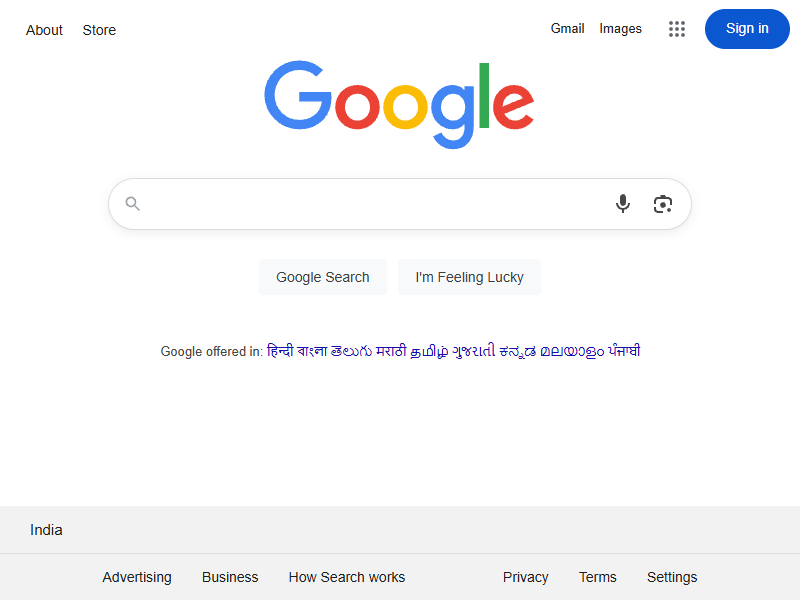 About Store Gmail Images Sign in
Google
Google Search I'm Feeling Lucky
Google offered in: हिन्दी বাংলা తెలుగు मराठी தமிழ் ગુજરાતી ಕನ್ನಡ മലയാളം ਪੰਜਾਬੀ
India
Advertising Business How Search works Privacy Terms Settings